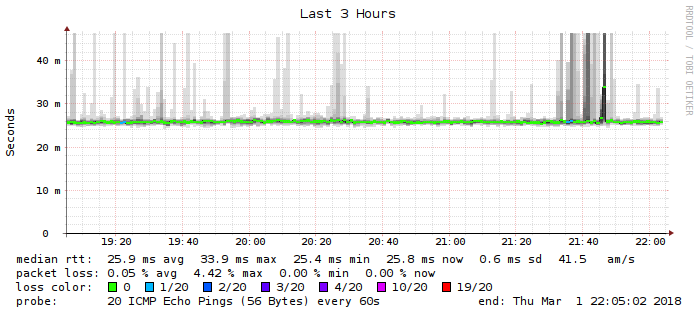 Last 3 Hours
RRDTOOL / TOBI OETIKER
Seconds
40 m
30 m
20 m
10 m
0
19:20 19:40 20:00 20:20 20:40 21:00 21:20 21:40 22:00
median rtt: 25.9 ms avg 33.9 ms max 25.4 ms min 25.8 ms now 0.6 ms sd 41.5 am/s
packet loss: 0.05 % avg 4.42 % max 0.00 % min 0.00 % now
loss color: 0 1/20 2/20 3/20 4/20 10/20 19/20
probe: 20 ICMP Echo Pings (56 Bytes) every 60s end: Thu Mar 1 22:05:02 2018